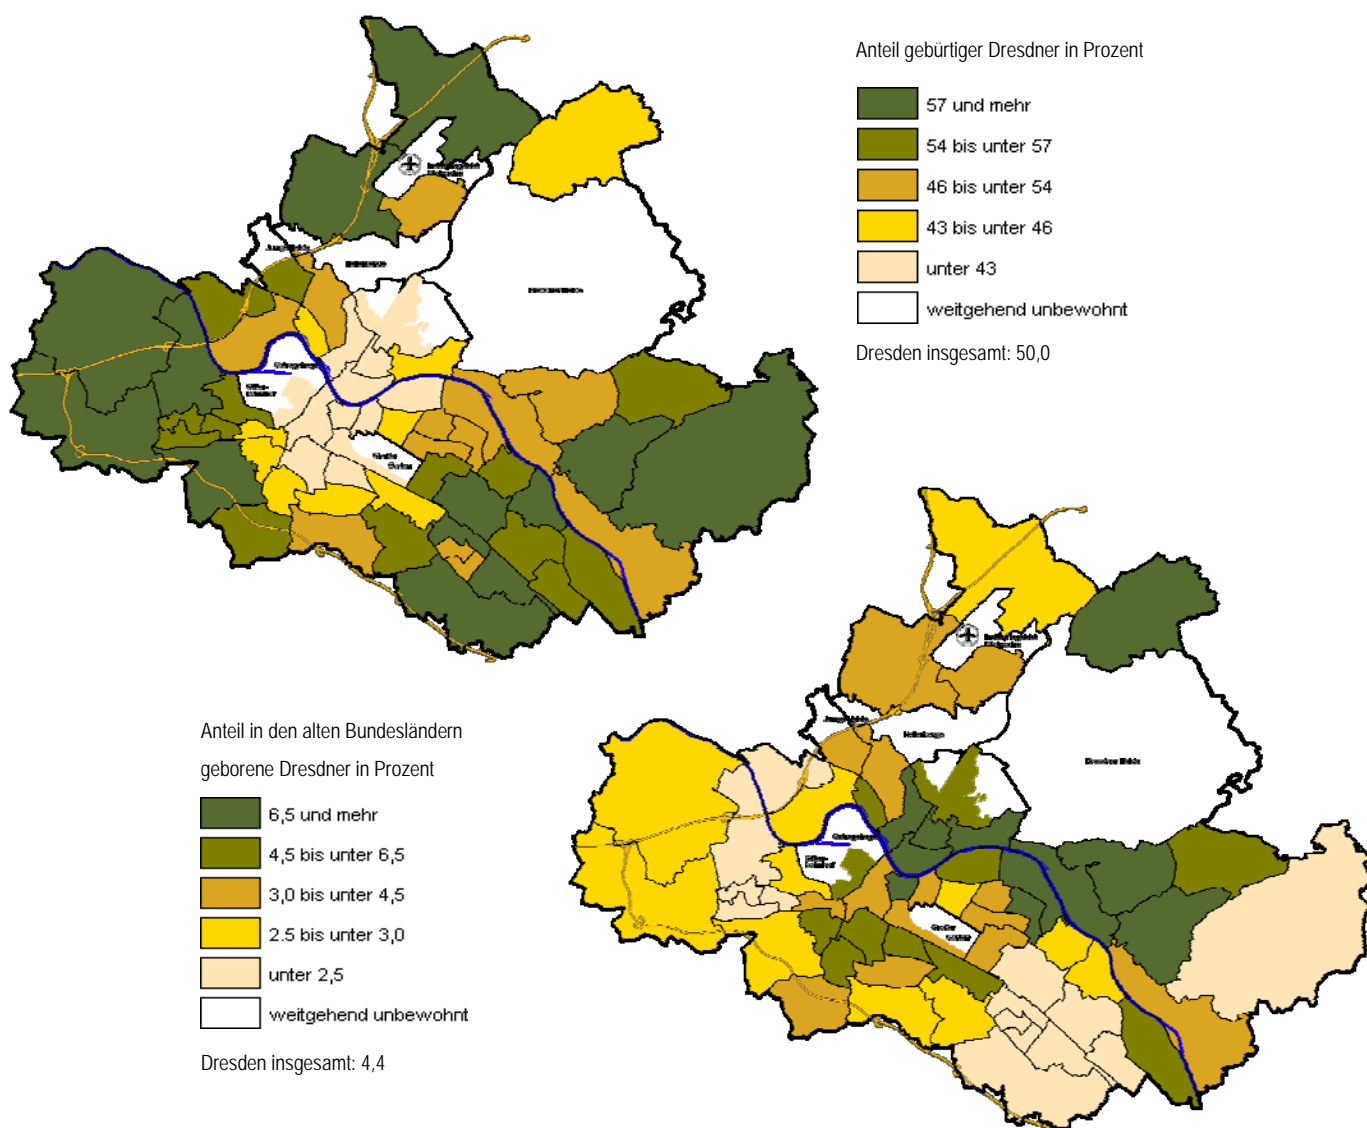 Anteil gebürtiger Dresdner in Prozent
57 und mehr
54 bis unter 57
46 bis unter 54
43 bis unter 46
unter 43
weitgehend unbewohnt
Dresden insgesamt: 50,0
Anteil in den alten Bundesländern
geborene Dresdner in Prozent
6,5 und mehr
4,5 bis unter 6,5
3,0 bis unter 4,5
2.5 bis unter 3,0
unter 2,5
weitgehend unbewohnt
Dresden insgesamt: 4,4
Hellerberge
Dresdner Heide